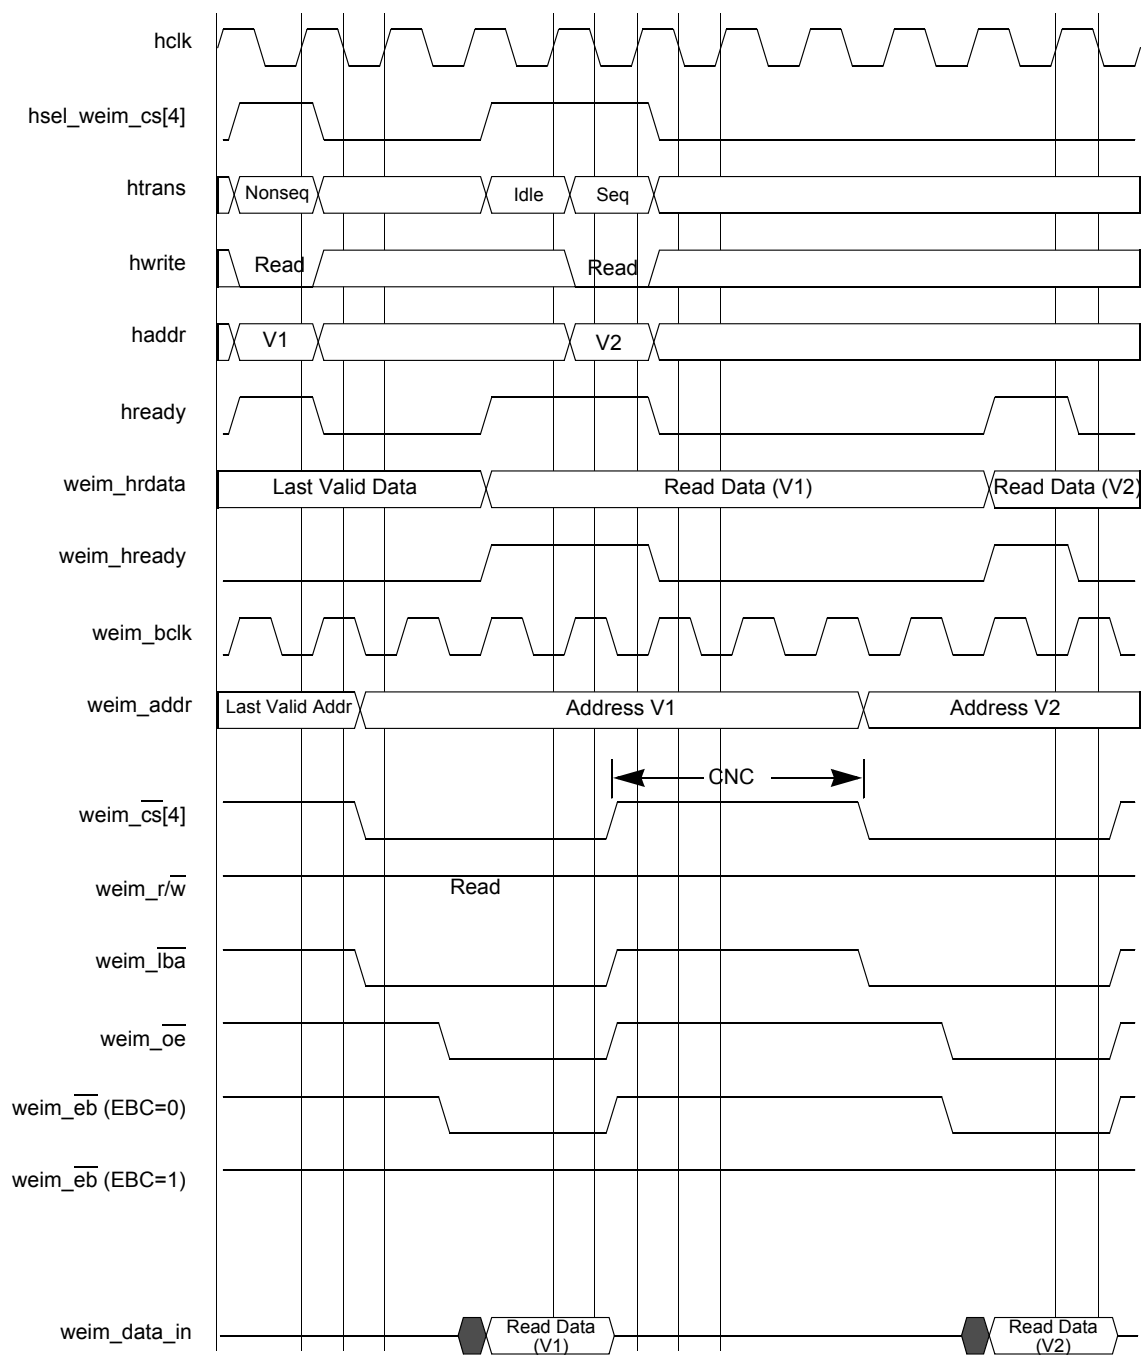 hclk
hsel_weim_cs[4]
htrans Nonseq Idle Seq
hwrite Read Read
haddr V1 V2
hready
weim_hrdata Last Valid Data Read Data (V1) Read Data (V2)
weim_hready
weim_bclk
weim_addr Last Valid Addr Address V1 Address V2
CNC
weim_cs[4]
weim_r/w Read
weim_lba
weim_oe
weim_eb (EBC=0)
weim_eb (EBC=1)
weim_data_in Read Data (V1) Read Data (V2)